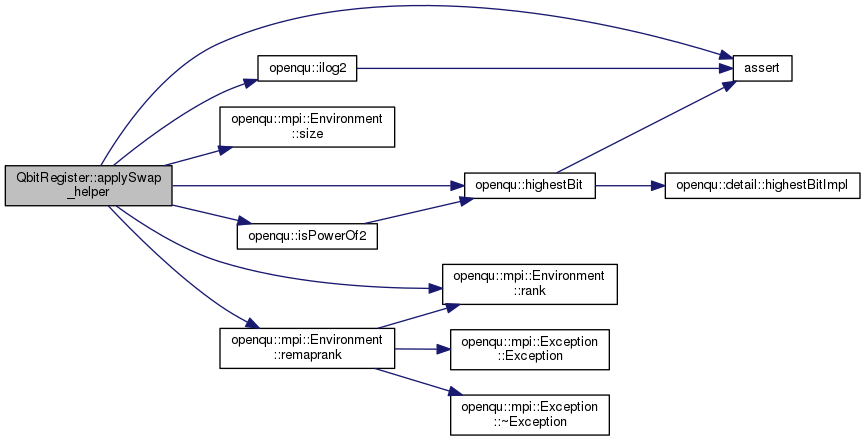 QbitRegister::applySwap
_helper
openqu::ilog2
assert
openqu::mpi::Environment
::size
openqu::highestBit
openqu::detail::highestBitImpl
openqu::isPowerOf2
openqu::mpi::Environment
::rank
openqu::mpi::Environment
::remaprank
openqu::mpi::Exception
::Exception
openqu::mpi::Exception
::~Exception